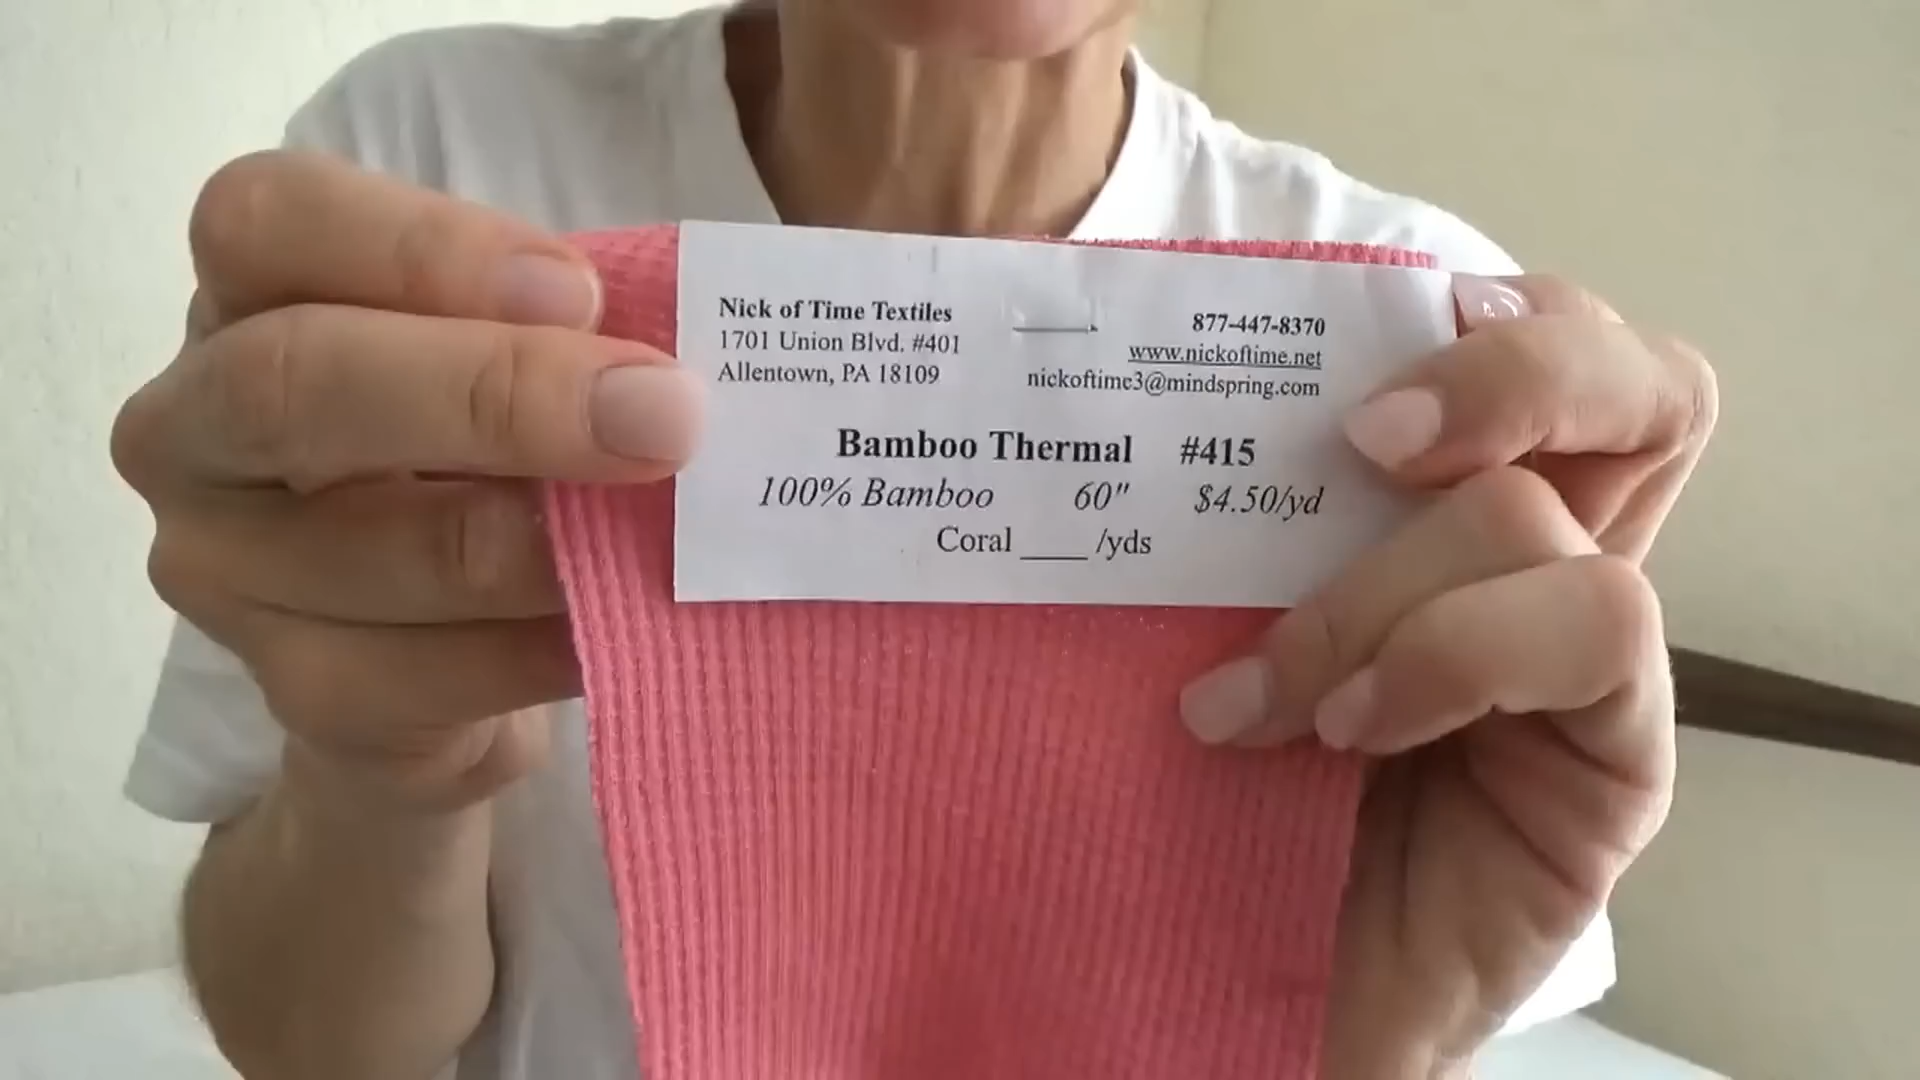 Nick of Time Textiles
1701 Union Blvd. #401
Allentown, PA 18109
877-447-8370
www.nickoftime.net
nickoftime3@mindspring.com
Bamboo Thermal #415
100% Bamboo 60" $4.50/yd
Coral ____ /yds